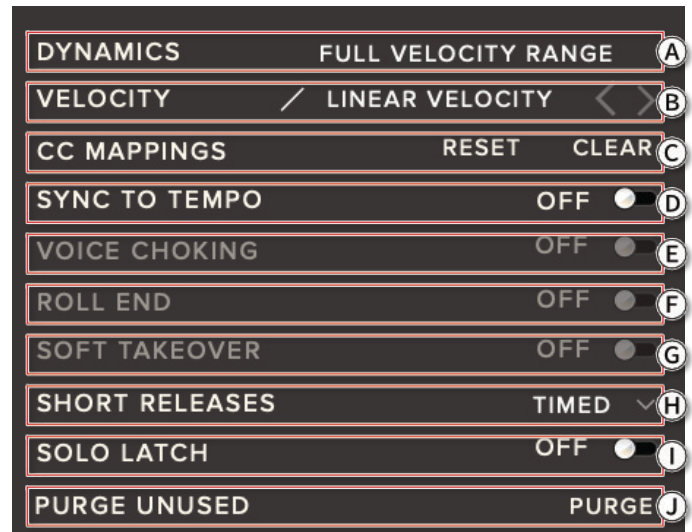 DYNAMICS FULL VELOCITY RANGE A
VELOCITY LINEAR VELOCITY B
CC MAPPINGS RESET CLEAR C
SYNC TO TEMPO OFF D
VOICE CHOKING OFF E
ROLL END OFF F
SOFT TAKEOVER OFF G
SHORT RELEASES TIMED H
SOLO LATCH OFF I
PURGE UNUSED PURGE J